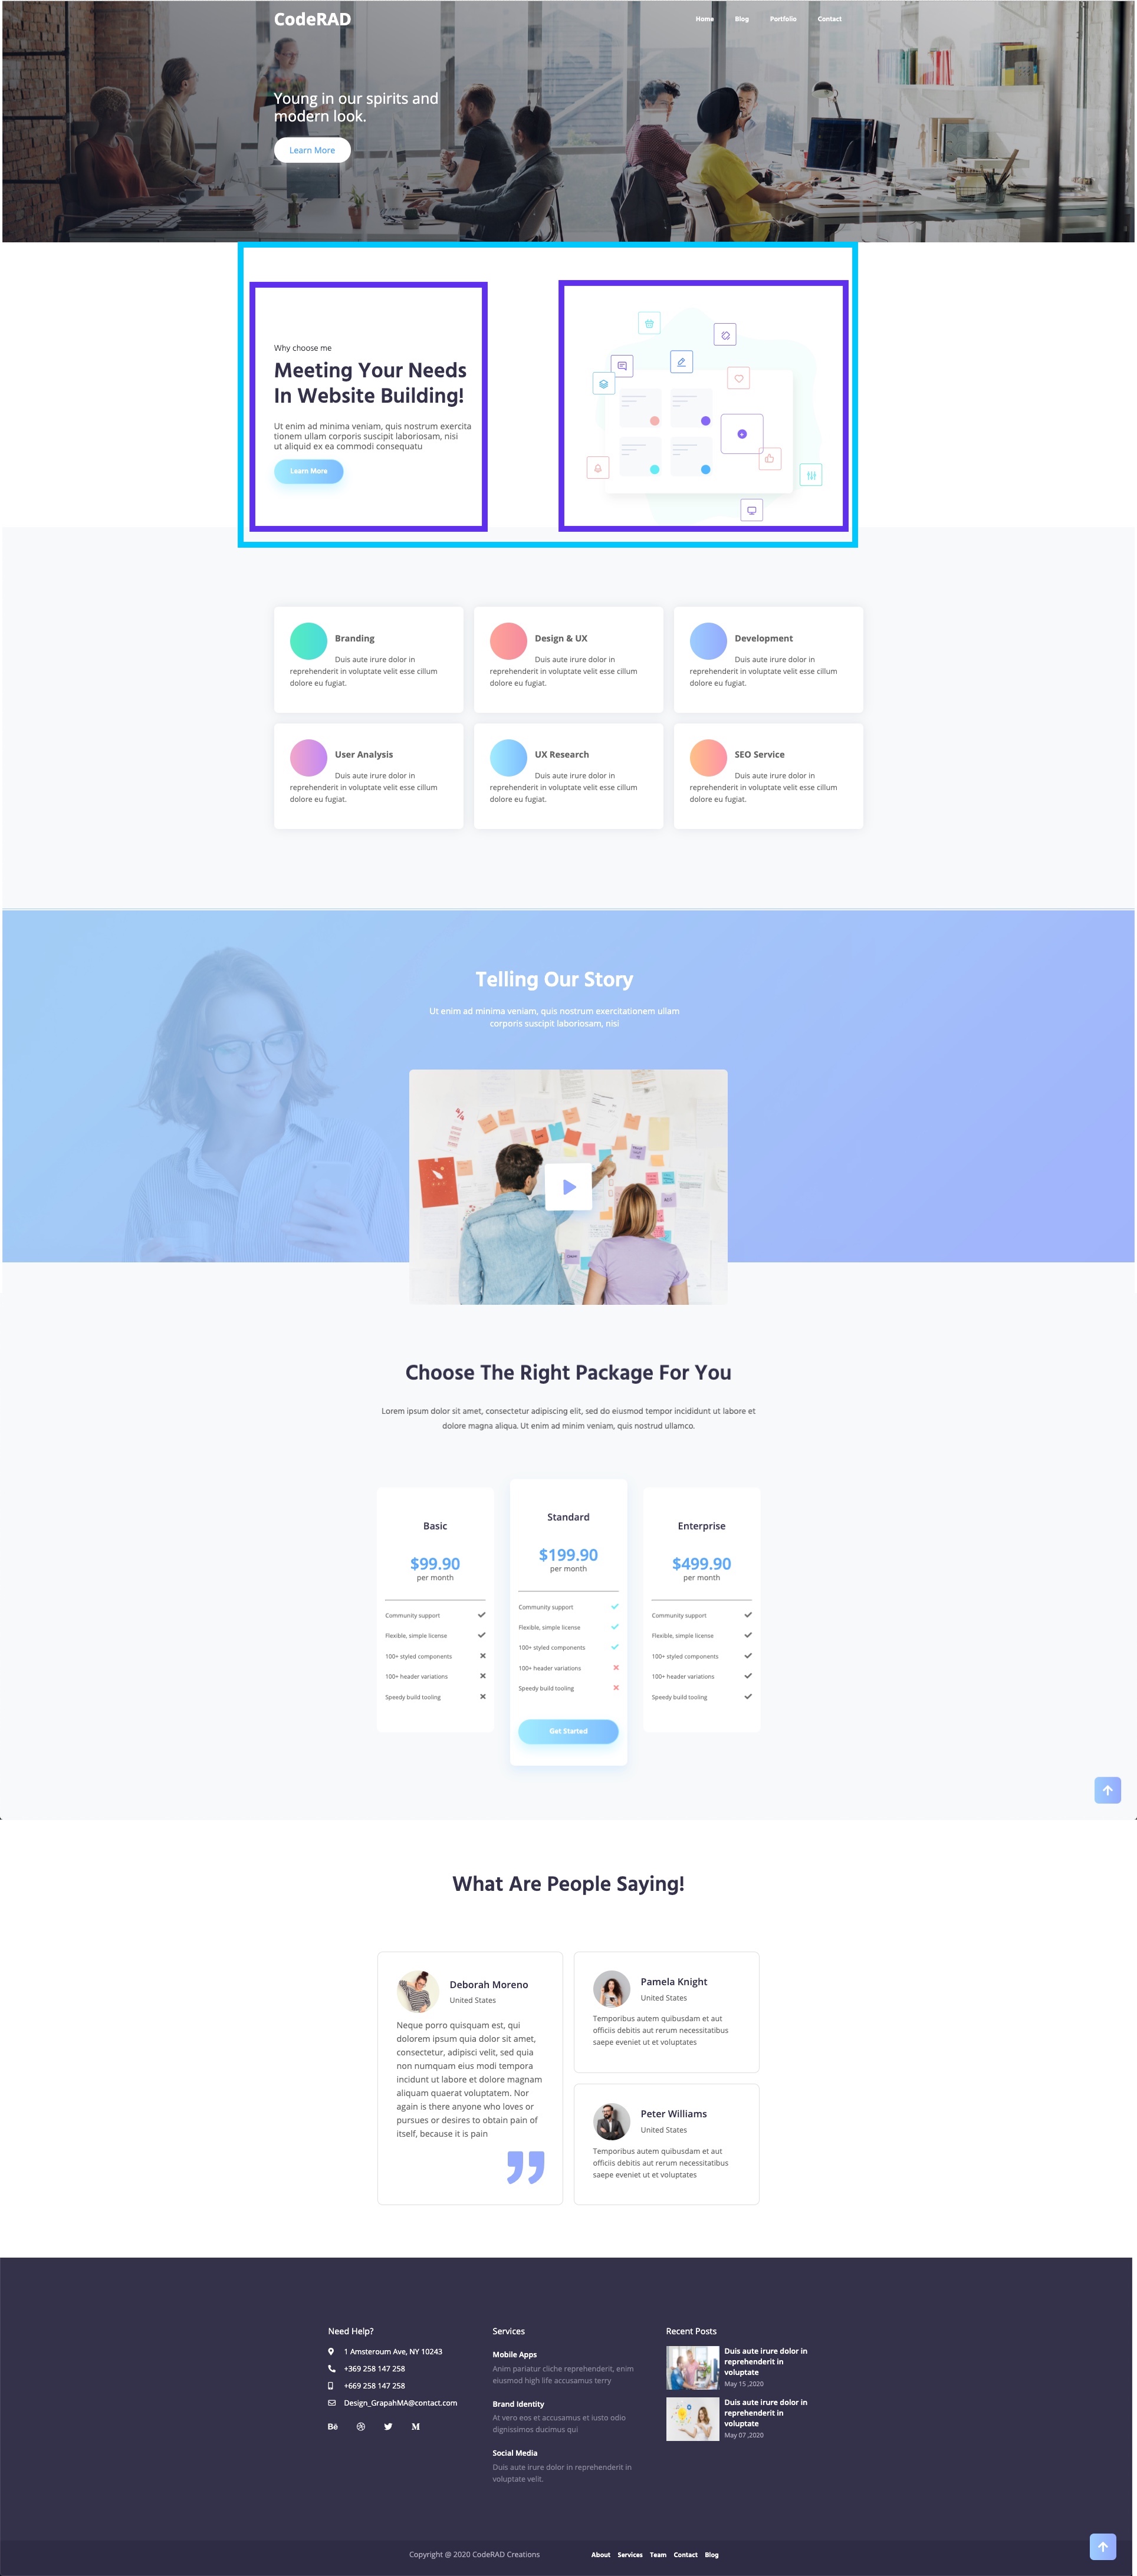 CodeRAD
Home Blog Portfolio Contact
Young in our spirits and
modern look.
Learn More
Why choose me
Meeting Your Needs
In Website Building!
Ut enim ad minima veniam, quis nostrum exercita
tionem ullam corporis suscipit laboriosam, nisi
ut aliquid ex ea commodi consequatu
Learn More
Branding
Duis aute irure dolor in
reprehenderit in voluptate velit esse cillum
dolore eu fugiat.
Design & UX
Duis aute irure dolor in
reprehenderit in voluptate velit esse cillum
dolore eu fugiat.
Development
Duis aute irure dolor in
reprehenderit in voluptate velit esse cillum
dolore eu fugiat.
User Analysis
Duis aute irure dolor in
reprehenderit in voluptate velit esse cillum
dolore eu fugiat.
UX Research
Duis aute irure dolor in
reprehenderit in voluptate velit esse cillum
dolore eu fugiat.
SEO Service
Duis aute irure dolor in
reprehenderit in voluptate velit esse cillum
dolore eu fugiat.
Telling Our Story
Ut enim ad minima veniam, quis nostrum exercitationem ullam
corporis suscipit laboriosam, nisi
Choose The Right Package For You
Lorem ipsum dolor sit amet, consectetur adipiscing elit, sed do eiusmod tempor incididunt ut labore et
dolore magna aliqua. Ut enim ad minim veniam, quis nostrud ullamco.
Basic
$99.90
per month
Community support
Flexible, simple license
100+ styled components
100+ header variations
Speedy build tooling
Standard
$199.90
per month
Community support
Flexible, simple license
100+ styled components
100+ header variations
Speedy build tooling
Get Started
Enterprise
$499.90
per month
Community support
Flexible, simple license
100+ styled components
100+ header variations
Speedy build tooling
What Are People Saying!
Deborah Moreno
United States
Neque porro quisquam est, qui
dolorem ipsum quia dolor sit amet,
consectetur, adipisci velit, sed quia
non numquam eius modi tempora
incidunt ut labore et dolore magnam
aliquam quaerat voluptatem. Nor
again is there anyone who loves or
pursues or desires to obtain pain of
itself, because it is pain
Pamela Knight
United States
Temporibus autem quibusdam et aut
officiis debitis aut rerum necessitatibus
saepe eveniet ut et voluptates
Peter Williams
United States
Temporibus autem quibusdam et aut
officiis debitis aut rerum necessitatibus
saepe eveniet ut et voluptates
Need Help?
1 Amsteroum Ave, NY 10243
+369 258 147 258
+669 258 147 258
Design_GrapahMA@contact.com
Services
Mobile Apps
Anim pariatur cliche reprehenderit, enim
eiusmod high life accusamus terry
Brand Identity
At vero eos et accusamus et iusto odio
dignissimos ducimus qui
Social Media
Duis aute irure dolor in reprehenderit in
voluptate velit.
Recent Posts
Duis aute irure dolor in
reprehenderit in
voluptate
May 15 ,2020
Duis aute irure dolor in
reprehenderit in
voluptate
May 07 ,2020
Copyright @ 2020 CodeRAD Creations
About Services Team Contact Blog